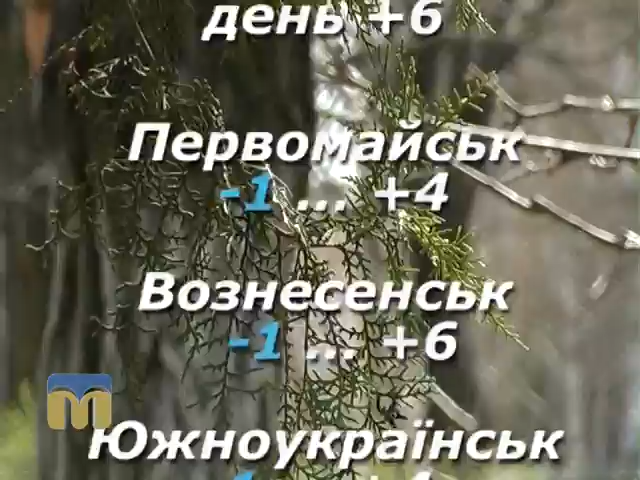 день +6
Первомайськ
-1 ... +4
Вознесенськ
-1 ... +6
Южноукраїнськ